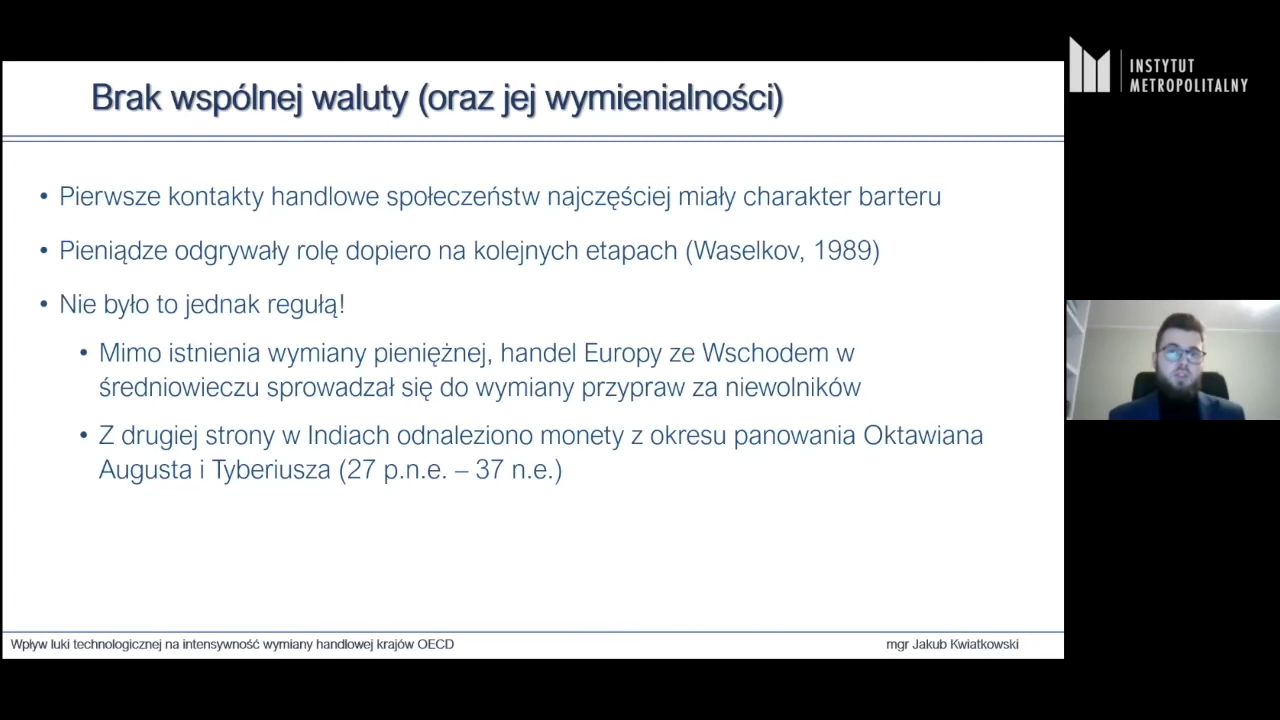 Brak wspólnej waluty (oraz jej wymienialności)
INSTYTUT
METROPOLITALNY
• Pierwsze kontakty handlowe społeczeństw najczęściej miały charakter barteru
• Pieniądze odgrywały rolę dopiero na kolejnych etapach (Waselkov, 1989)
• Nie było to jednak regułą!
• Mimo istnienia wymiany pieniężnej, handel Europy ze Wschodem w
średniowieczu sprowadzał się do wymiany przypraw za niewolników
• Z drugiej strony w Indiach odnaleziono monety z okresu panowania Oktawiana
Augusta i Tyberiusza (27 p.n.e. – 37 n.e.)
Wpływ luki technologicznej na intensywność wymiany handlowej krajów OECD
mgr Jakub Kwiatkowski